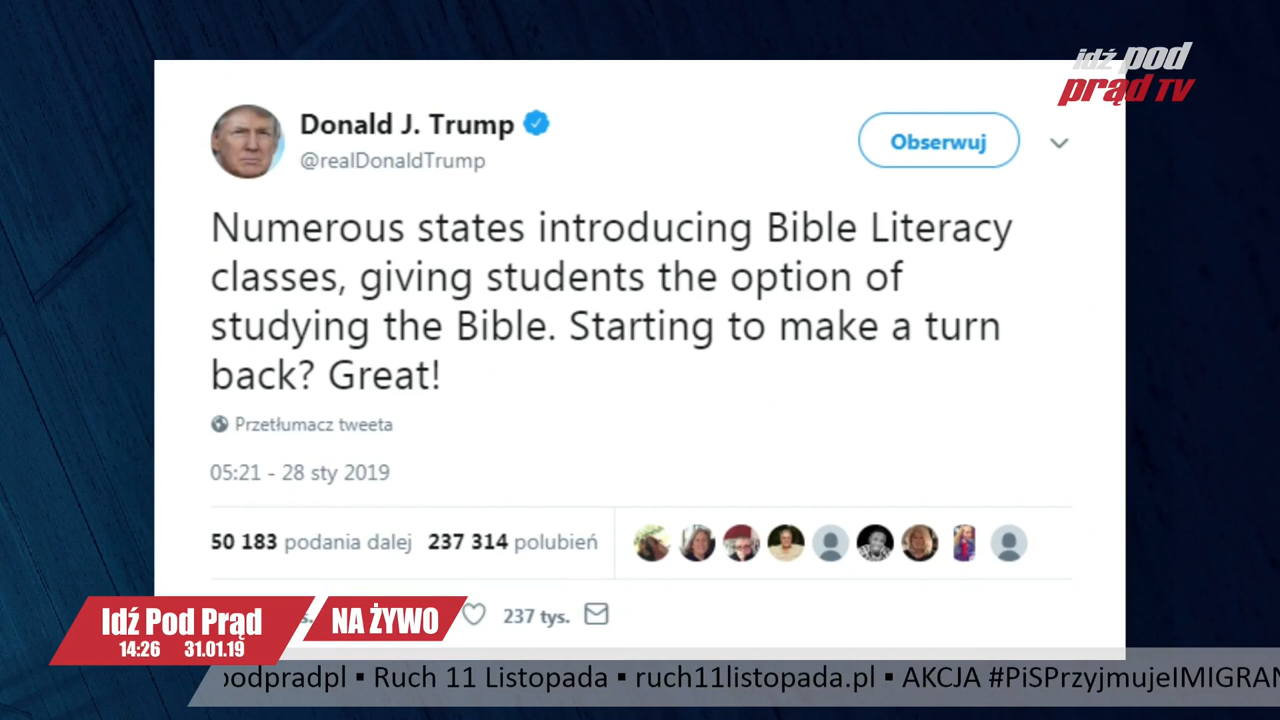 idź pod
prąd TV
Donald J. Trump
@realDonaldTrump
Obserwuj
Numerous states introducing Bible Literacy
classes, giving students the option of
studying the Bible. Starting to make a turn
back? Great!
Przetłumacz tweeta
05:21 - 28 sty 2019
50 183 podania dalej 237 314 polubień
237 tys.
Idź Pod Prąd
NA ŻYWO
14:26 31.01.19
podpradpl ▪ Ruch 11 Listopada ▪ ruch11listopada.pl ▪ AKCJA #PiSPrzyjmujeIMIGRAN